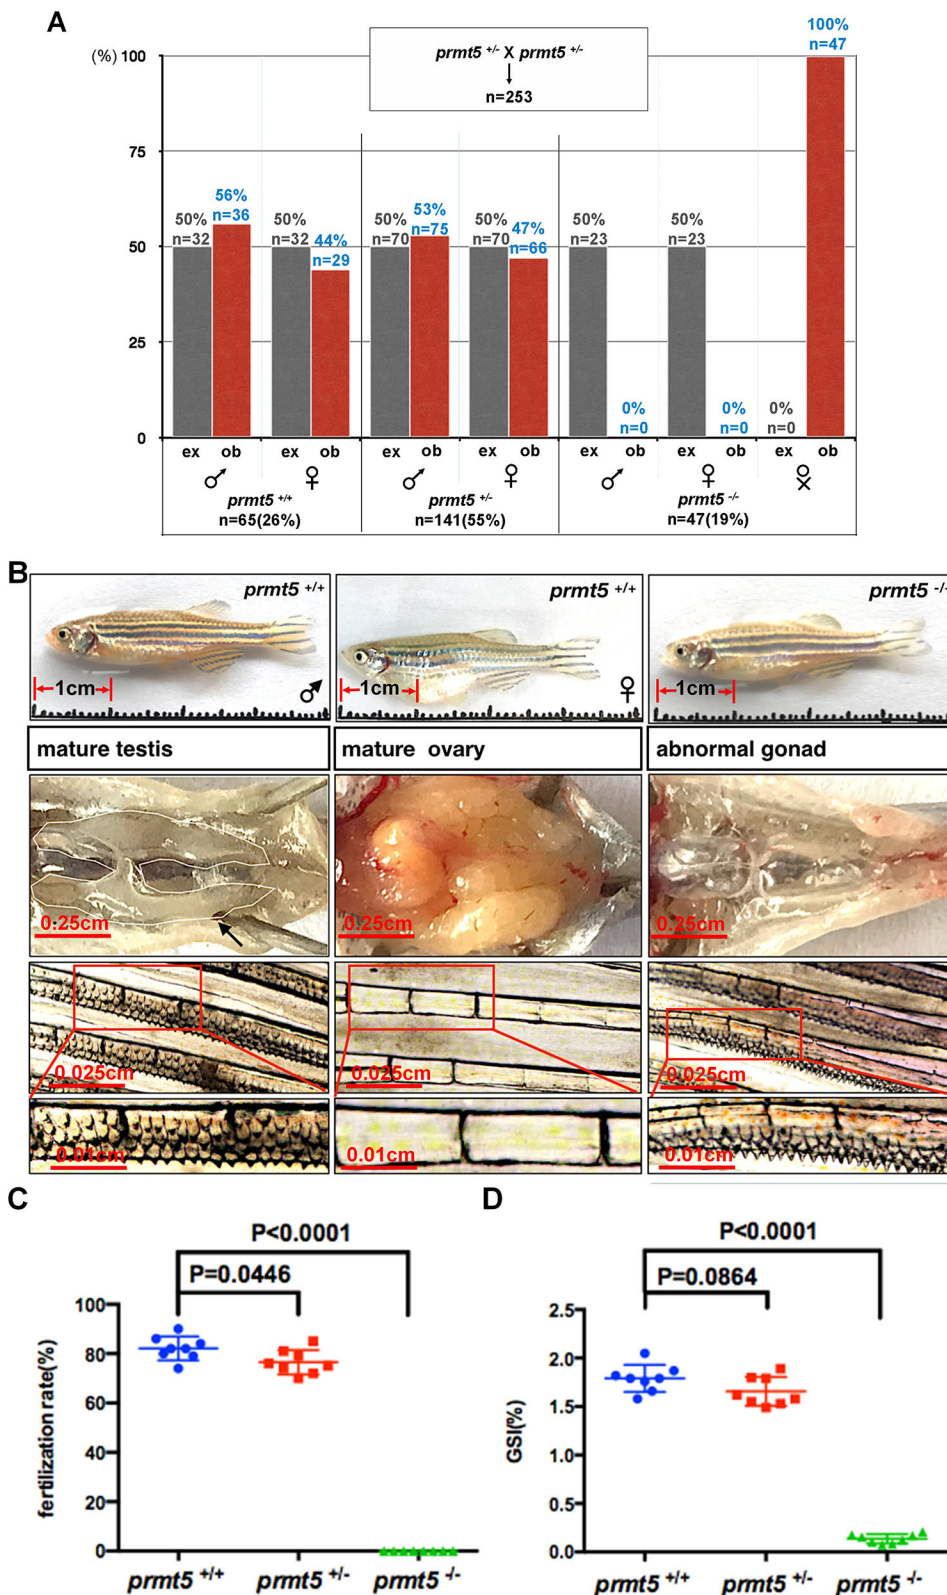 A
(%) 100
75
50
25
0
prmt5 +/- X prmt5 +/-
n=253
50%
n=32
56%
n=36
50%
n=32
44%
n=29
50%
n=70
53%
n=75
50%
n=70
47%
n=66
50%
n=23
0%
n=0
50%
n=23
0%
n=0
0%
n=0
100%
n=47
ex ob ex ob ex ob ex ob ex ob ex ob ex ob
♂ ♀ ♂ ♀ ♂ ♀
prmt5 +/+ prmt5 +/- prmt5 -/-
n=65(26%) n=141(55%) n=47(19%)
B
prmt5 +/+ prmt5 +/+ prmt5 -/-
1cm ♂ 1cm ♀ 1cm
mature testis mature ovary abnormal gonad
0.25cm 0.25cm 0.25cm
0.025cm 0.025cm 0.025cm
0.01cm 0.01cm 0.01cm
C
P<0.0001
P=0.0446
fertilization rate(%)
100
80
60
40
20
0
prmt5 +/+ prmt5 +/- prmt5 -/-
D
P<0.0001
P=0.0864
GSI(%)
2.5
2.0
1.5
1.0
0.5
0.0
prmt5 +/+ prmt5 +/- prmt5 -/-